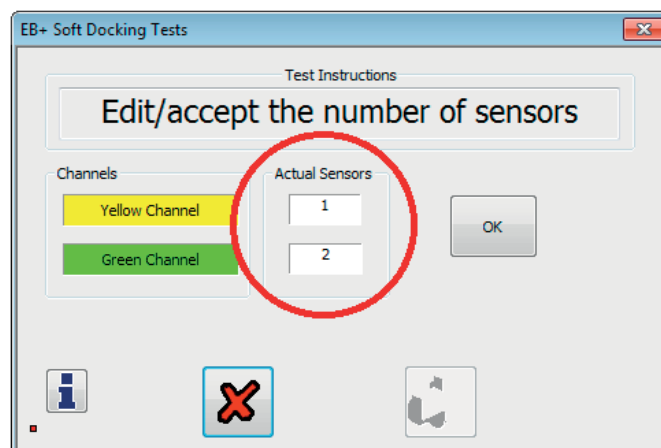 EB+ Soft Docking Tests
Test Instructions
Edit/accept the number of sensors
Channels
Actual Sensors
Yellow Channel
1
OK
Green Channel
2